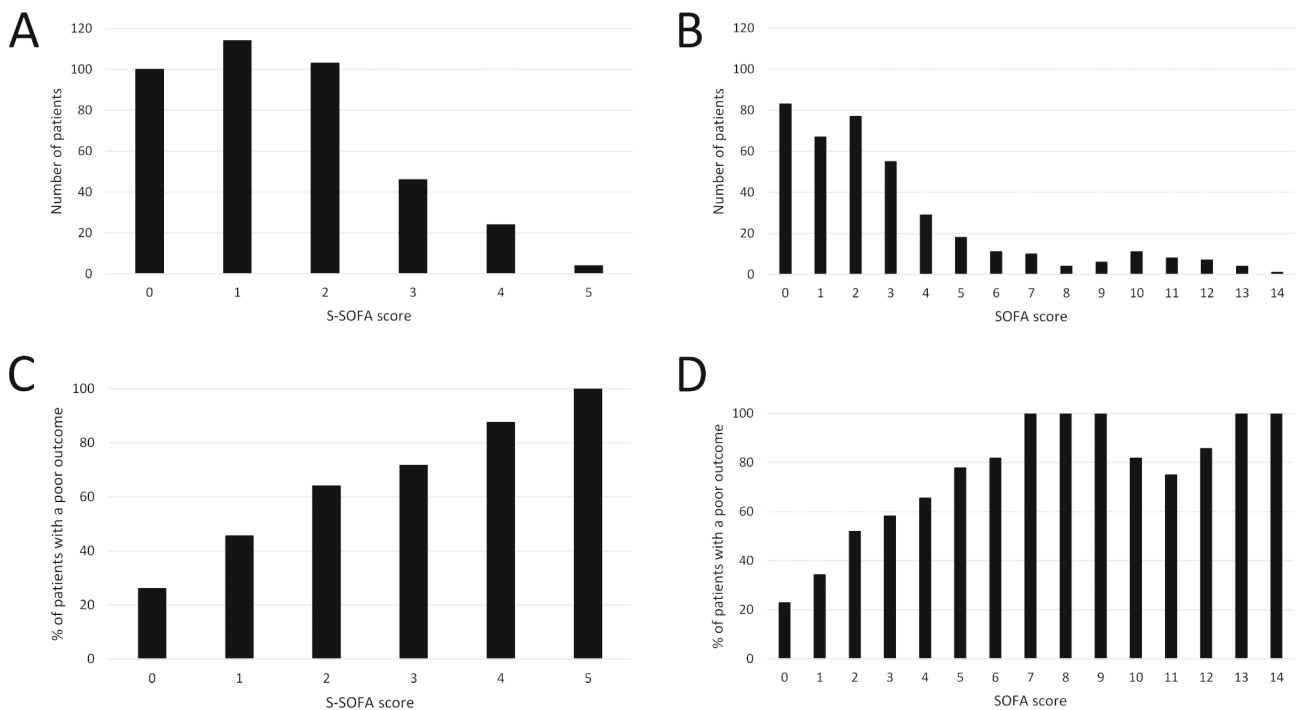 A
Number of patients
120
100
80
60
40
20
0
0 1 2 3 4 5
S-SOFA score
B
Number of patients
120
100
80
60
40
20
0
0 1 2 3 4 5 6 7 8 9 10 11 12 13 14
SOFA score
C
% of patients with a poor outcome
100
80
60
40
20
0
0 1 2 3 4 5
S-SOFA score
D
% of patients with a poor outcome
100
80
60
40
20
0
0 1 2 3 4 5 6 7 8 9 10 11 12 13 14
SOFA score